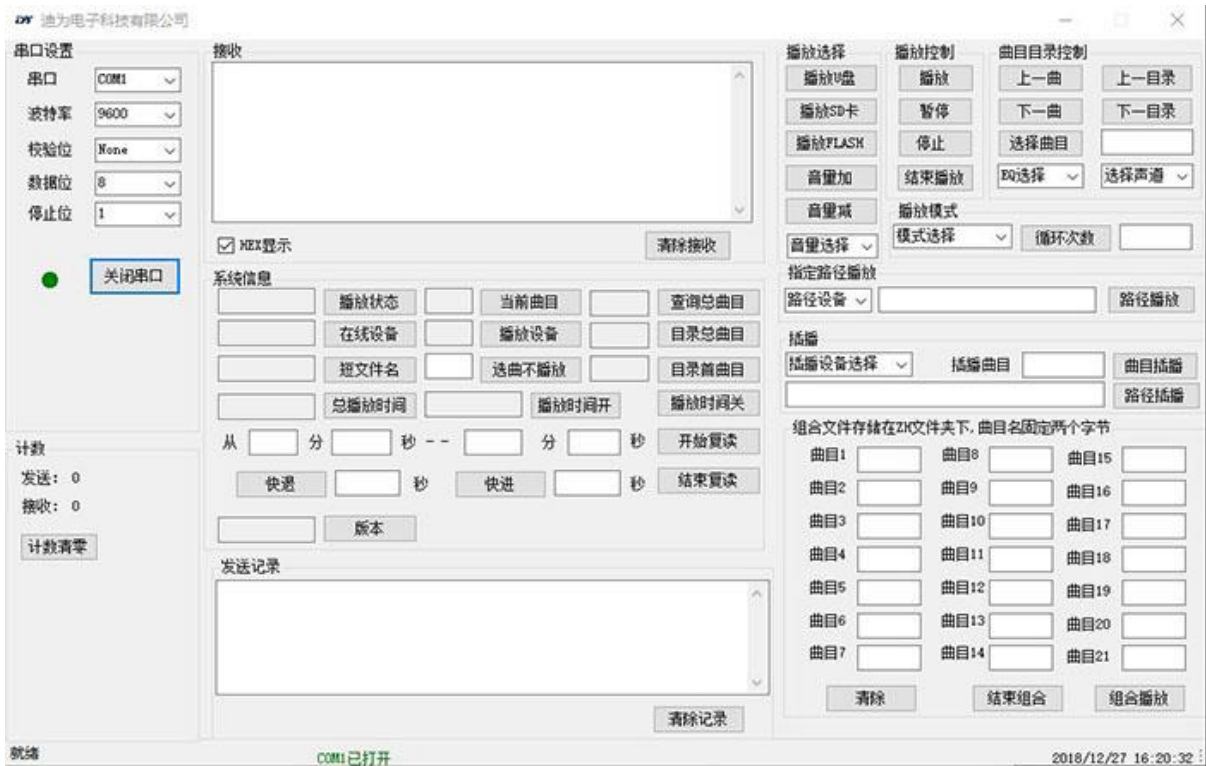 DY 迪为电子科技有限公司
串口设置
串口 COM1
波特率 9600
校验位 None
数据位 8
停止位 1
关闭串口
计数
发送: 0
接收: 0
计数清零
接收
HEX显示 清除接收
系统信息
播放状态 当前曲目 查询总曲目
在线设备 播放设备 目录总曲目
短文件名 选曲不播放 目录首曲目
总播放时间 播放时间开 播放时间关
从 分 秒 -- 分 秒 开始复读
快退 秒 快进 秒 结束复读
版本
发送记录
清除记录
播放选择
播放U盘
播放SD卡
播放FLASH
音量加
音量减
音量选择
播放控制
播放
暂停
停止
结束播放
曲目目录控制
上一曲 上一目录
下一曲 下一目录
选择曲目
EQ选择 选择声道
播放模式
模式选择 循环次数
指定路径播放
路径设备 路径播放
插播
插播设备选择 插播曲目 曲目插播
路径插播
组合文件存储在ZH文件夹下,曲目名固定两个字节
曲目1 曲目8 曲目15
曲目2 曲目9 曲目16
曲目3 曲目10 曲目17
曲目4 曲目11 曲目18
曲目5 曲目12 曲目19
曲目6 曲目13 曲目20
曲目7 曲目14 曲目21
清除 结束组合 组合播放
就绪 COM1已打开 2018/12/27 16:20:32